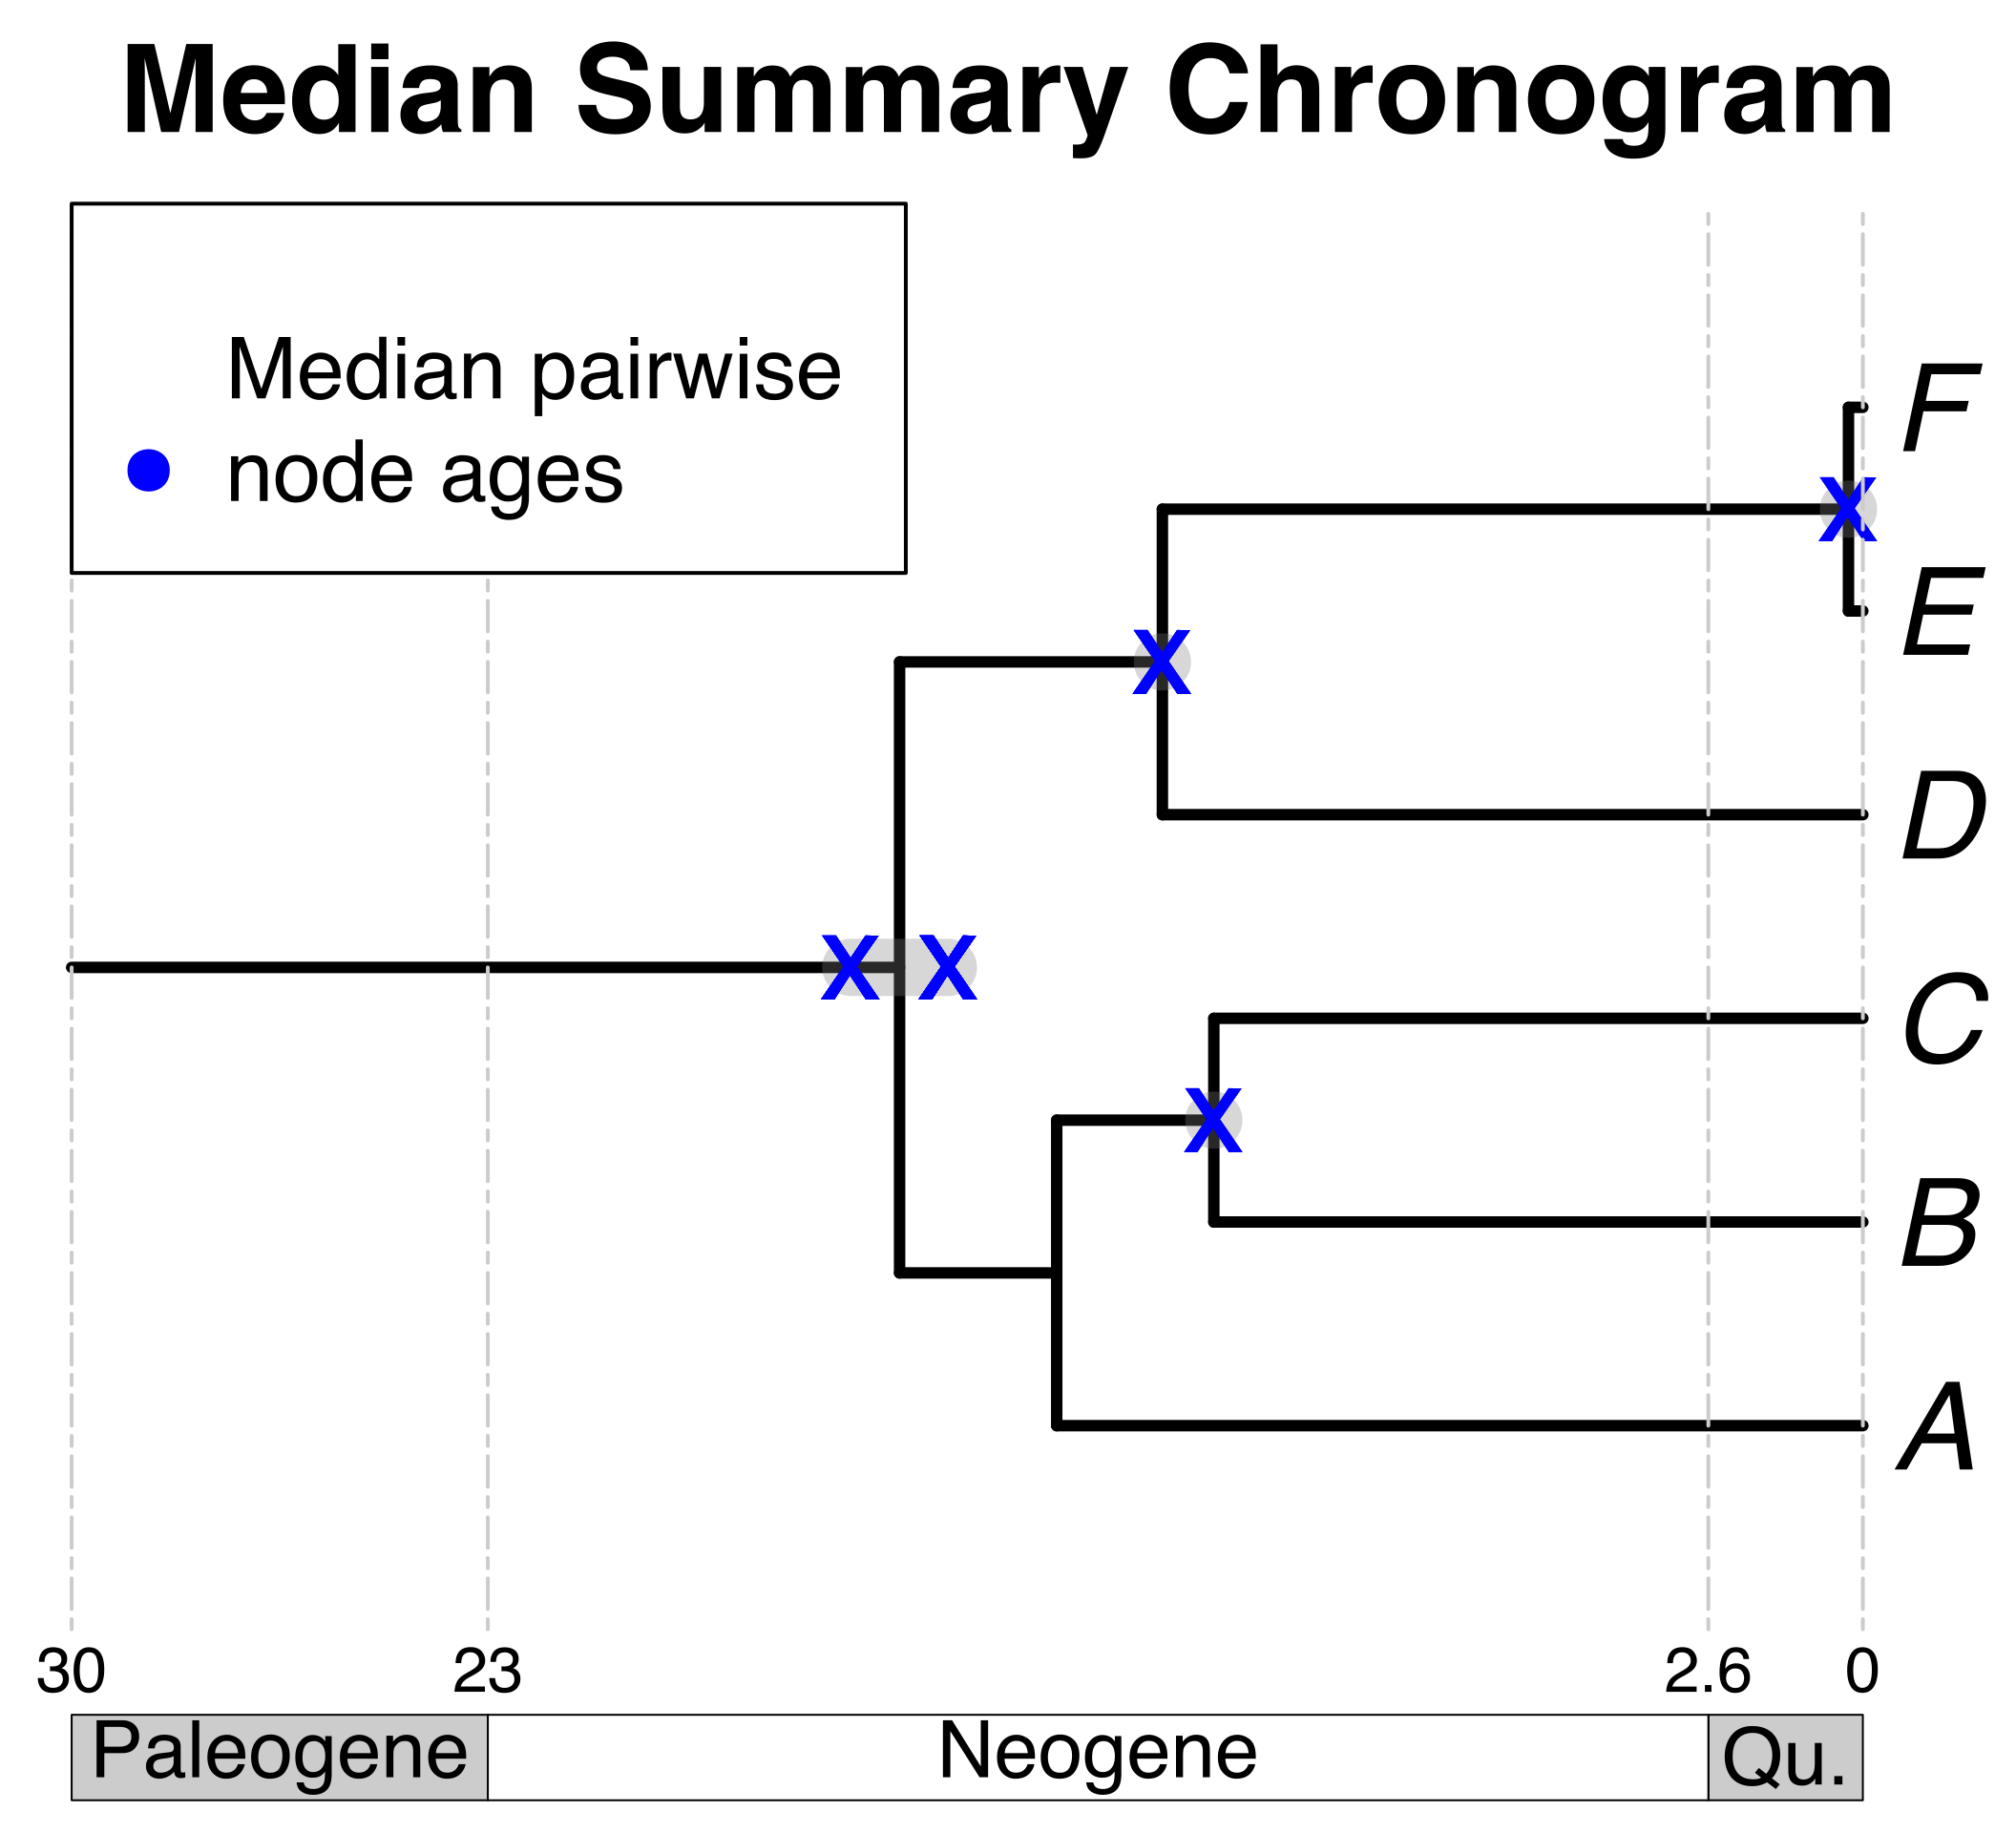 Median Summary Chronogram
Median pairwise
node ages
F
X
E
X
D
X X
C
X
B
A
30 23 2.6 0
Paleogene Neogene Qu.